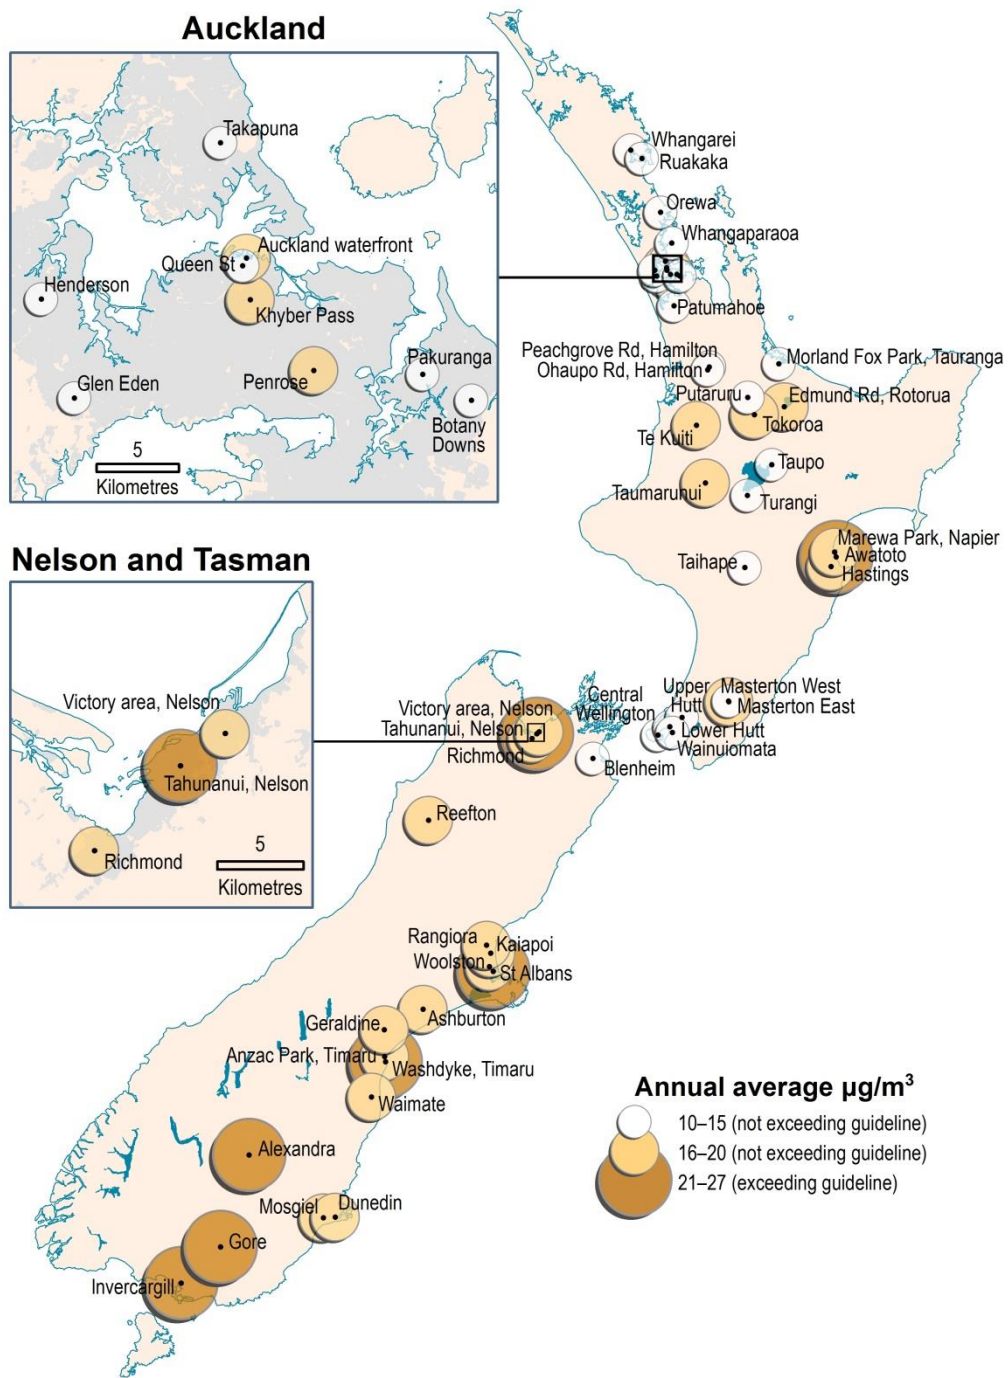 Auckland
Takapuna
Auckland waterfront
Queen St
Henderson
Khyber Pass
Pakuranga
Penrose
Glen Eden
Botany
Downs
5
Kilometres
Whangarei
Ruakaka
Orewa
Whangaparaoa
Patumahoe
Peachgrove Rd, Hamilton
Ohaupo Rd, Hamilton
Morland Fox Park, Tauranga
Putaruru
Edmund Rd, Rotorua
Tokoroa
Te Kuiti
Taupo
Taumarunui
Turangi
Marewa Park, Napier
Awatoto
Hastings
Taihape
Nelson and Tasman
Victory area, Nelson
Tahunanui, Nelson
Richmond
5
Kilometres
Victory area, Nelson
Tahunanui, Nelson
Richmond
Central
Wellington
Upper
Hutt
Masterton West
Masterton East
Lower Hutt
Wainuiomata
Blenheim
Reefton
Rangiora
Kaiapoi
Woolston
St Albans
Ashburton
Geraldine
Anzac Park, Timaru
Washdyke, Timaru
Waimate
Alexandra
Mosgiel
Dunedin
Gore
Invercargill
Annual average µg/m³
10–15 (not exceeding guideline)
16–20 (not exceeding guideline)
21–27 (exceeding guideline)